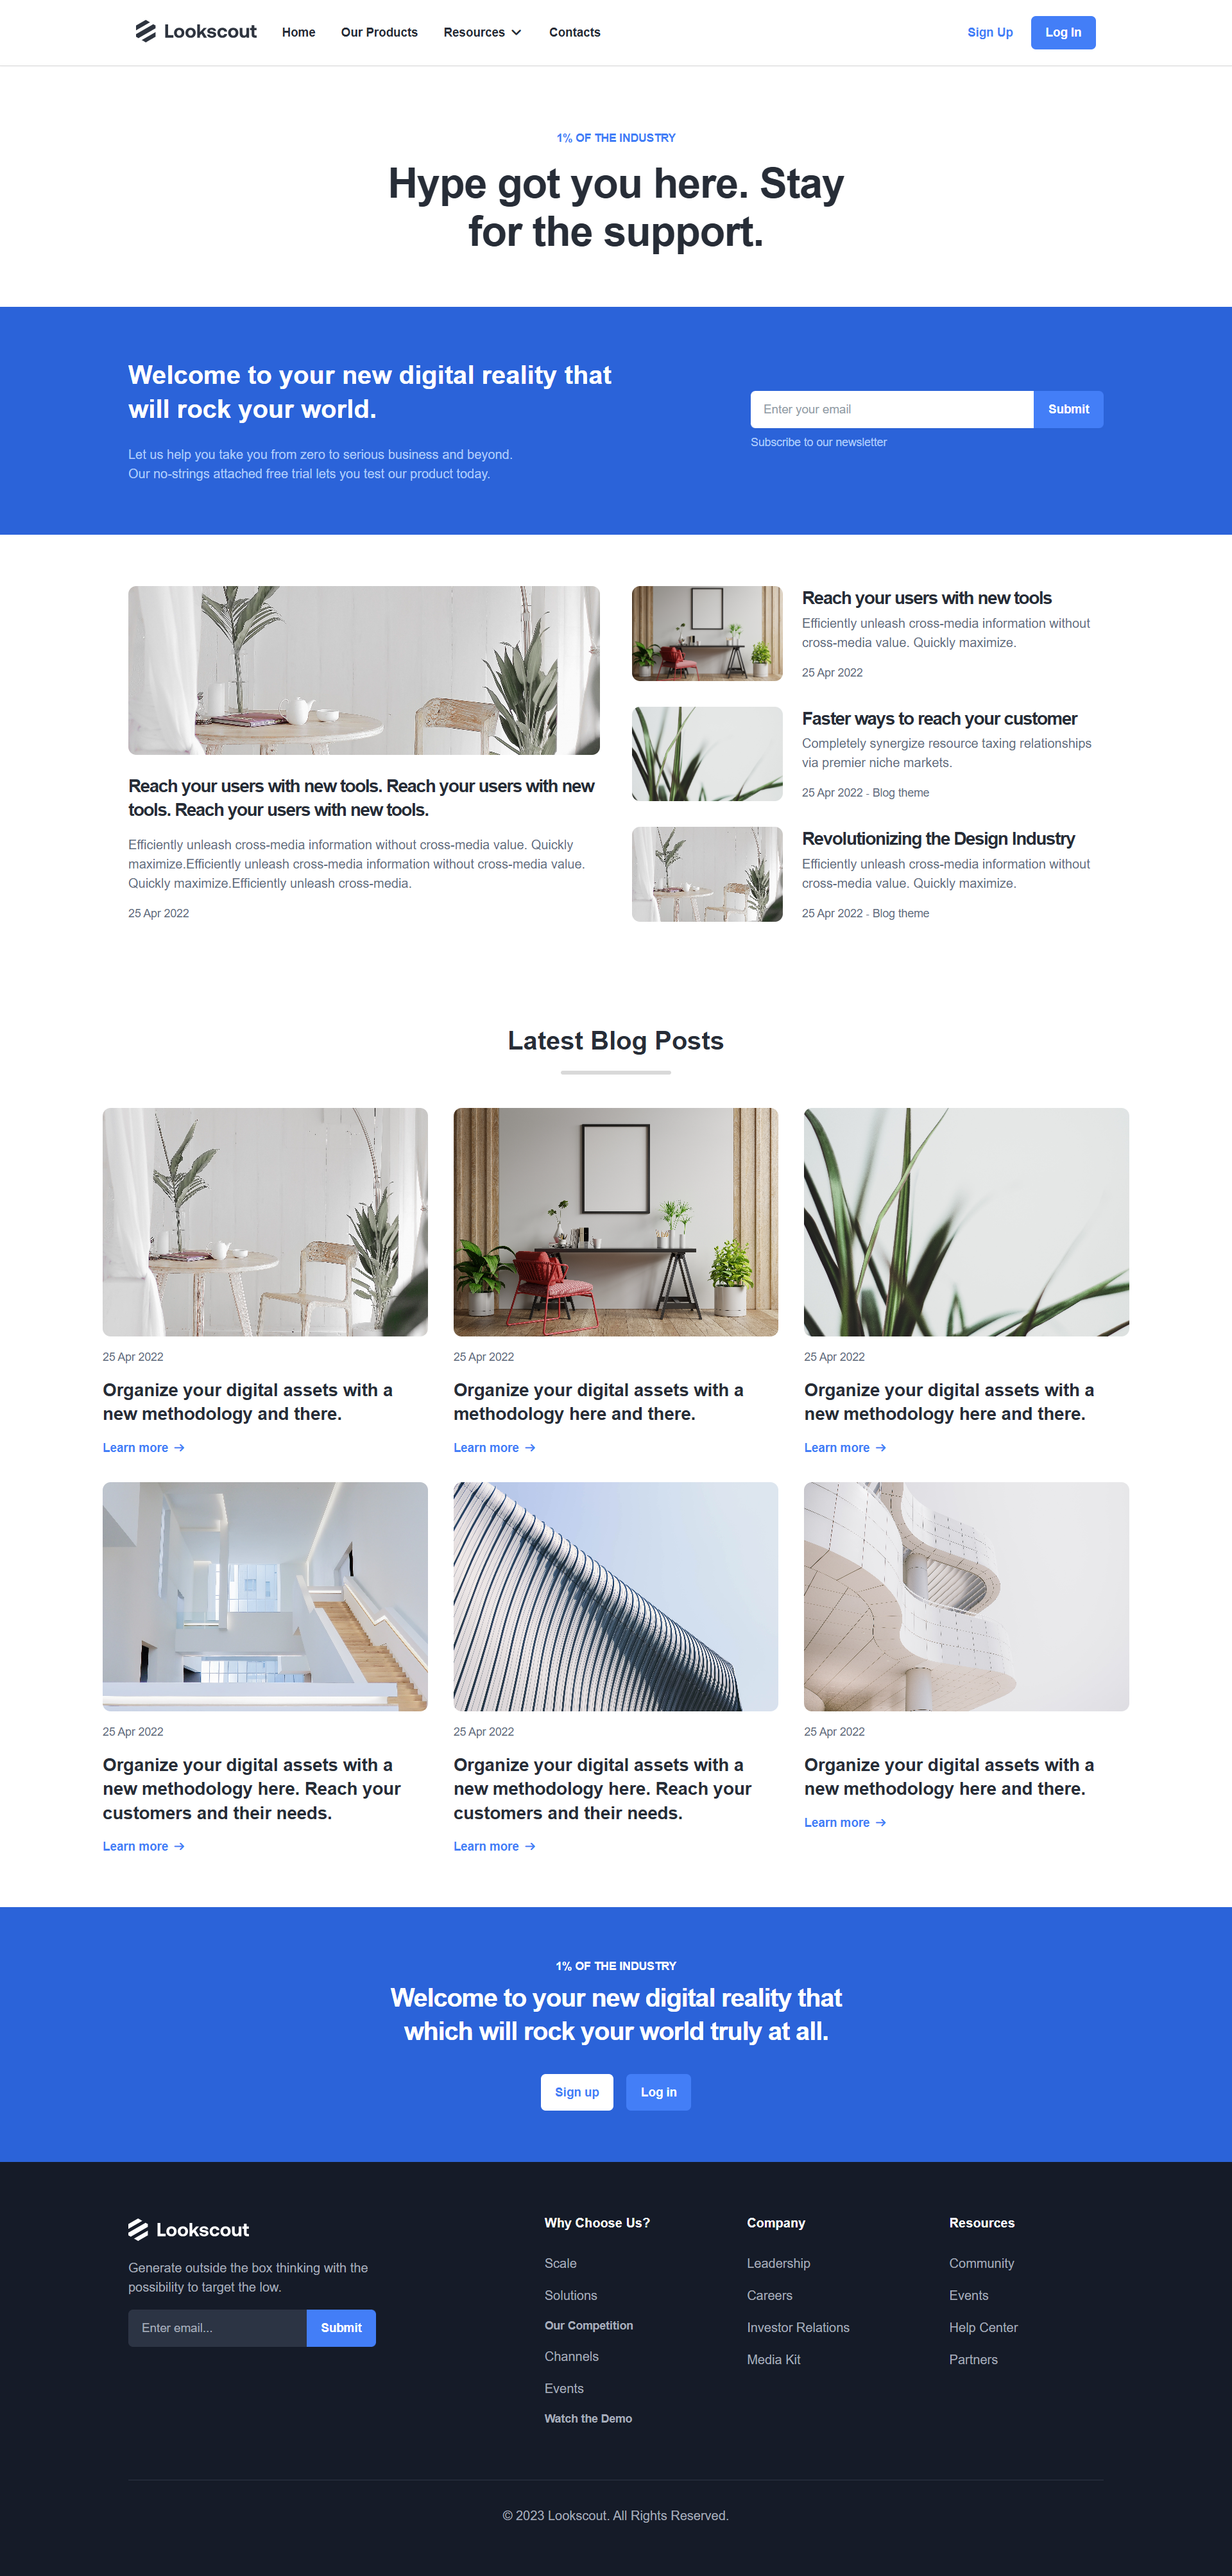 Lookscout
Home
Our Products
Resources
Contacts
Sign Up
Log In
1% OF THE INDUSTRY
Hype got you here. Stay
for the support.
Welcome to your new digital reality that
will rock your world.
Let us help you take you from zero to serious business and beyond.
Our no-strings attached free trial lets you test our product today.
Enter your email
Submit
Subscribe to our newsletter
Reach your users with new tools. Reach your users with new
tools. Reach your users with new tools.
Efficiently unleash cross-media information without cross-media value. Quickly
maximize.Efficiently unleash cross-media information without cross-media value.
Quickly maximize.Efficiently unleash cross-media.
25 Apr 2022
Reach your users with new tools
Efficiently unleash cross-media information without
cross-media value. Quickly maximize.
25 Apr 2022
Faster ways to reach your customer
Completely synergize resource taxing relationships
via premier niche markets.
25 Apr 2022 - Blog theme
Revolutionizing the Design Industry
Efficiently unleash cross-media information without
cross-media value. Quickly maximize.
25 Apr 2022 - Blog theme
Latest Blog Posts
25 Apr 2022
Organize your digital assets with a
new methodology and there.
Learn more
25 Apr 2022
Organize your digital assets with a
methodology here and there.
Learn more
25 Apr 2022
Organize your digital assets with a
new methodology here and there.
Learn more
25 Apr 2022
Organize your digital assets with a
new methodology here. Reach your
customers and their needs.
Learn more
25 Apr 2022
Organize your digital assets with a
new methodology here. Reach your
customers and their needs.
Learn more
25 Apr 2022
Organize your digital assets with a
new methodology here and there.
Learn more
1% OF THE INDUSTRY
Welcome to your new digital reality that
which will rock your world truly at all.
Sign up
Log in
Lookscout
Generate outside the box thinking with the
possibility to target the low.
Enter email...
Submit
Why Choose Us?
Scale
Solutions
Our Competition
Channels
Events
Watch the Demo
Company
Leadership
Careers
Investor Relations
Media Kit
Resources
Community
Events
Help Center
Partners
© 2023 Lookscout. All Rights Reserved.